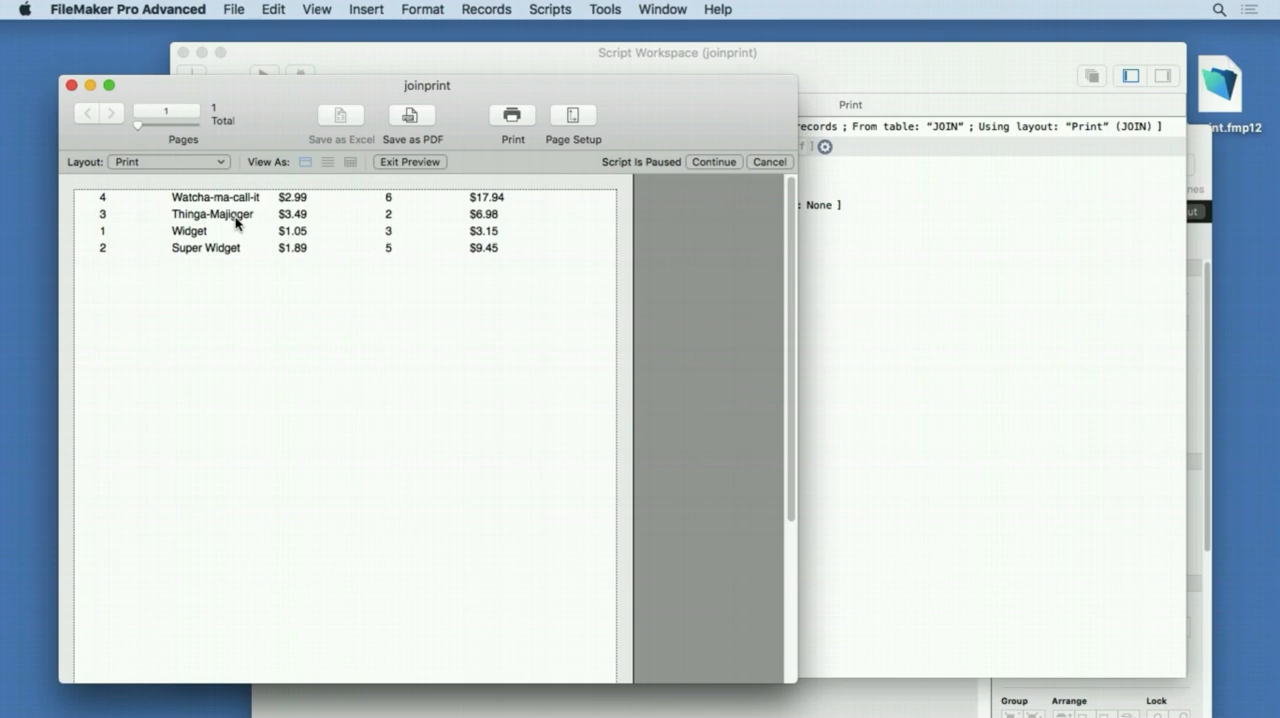 FileMaker Pro Advanced File Edit View Insert Format Records Scripts Tools Window Help
Script Workspace (joinprint)
joinprint
1
1
Total
Pages
Save as Excel
Save as PDF
Print
Page Setup
Layout: Print View As: Exit Preview Script Is Paused Continue Cancel
4 Watcha-ma-call-it $2.99 6 $17.94
3 Thinga-Majigger $3.49 2 $6.98
1 Widget $1.05 3 $3.15
2 Super Widget $1.89 5 $9.45
Print
ecords ; From table: “JOIN” ; Using layout: “Print” (JOIN) ]
f ]
: None ]
nt.fmp12
nes
ut
Group Arrange Lock